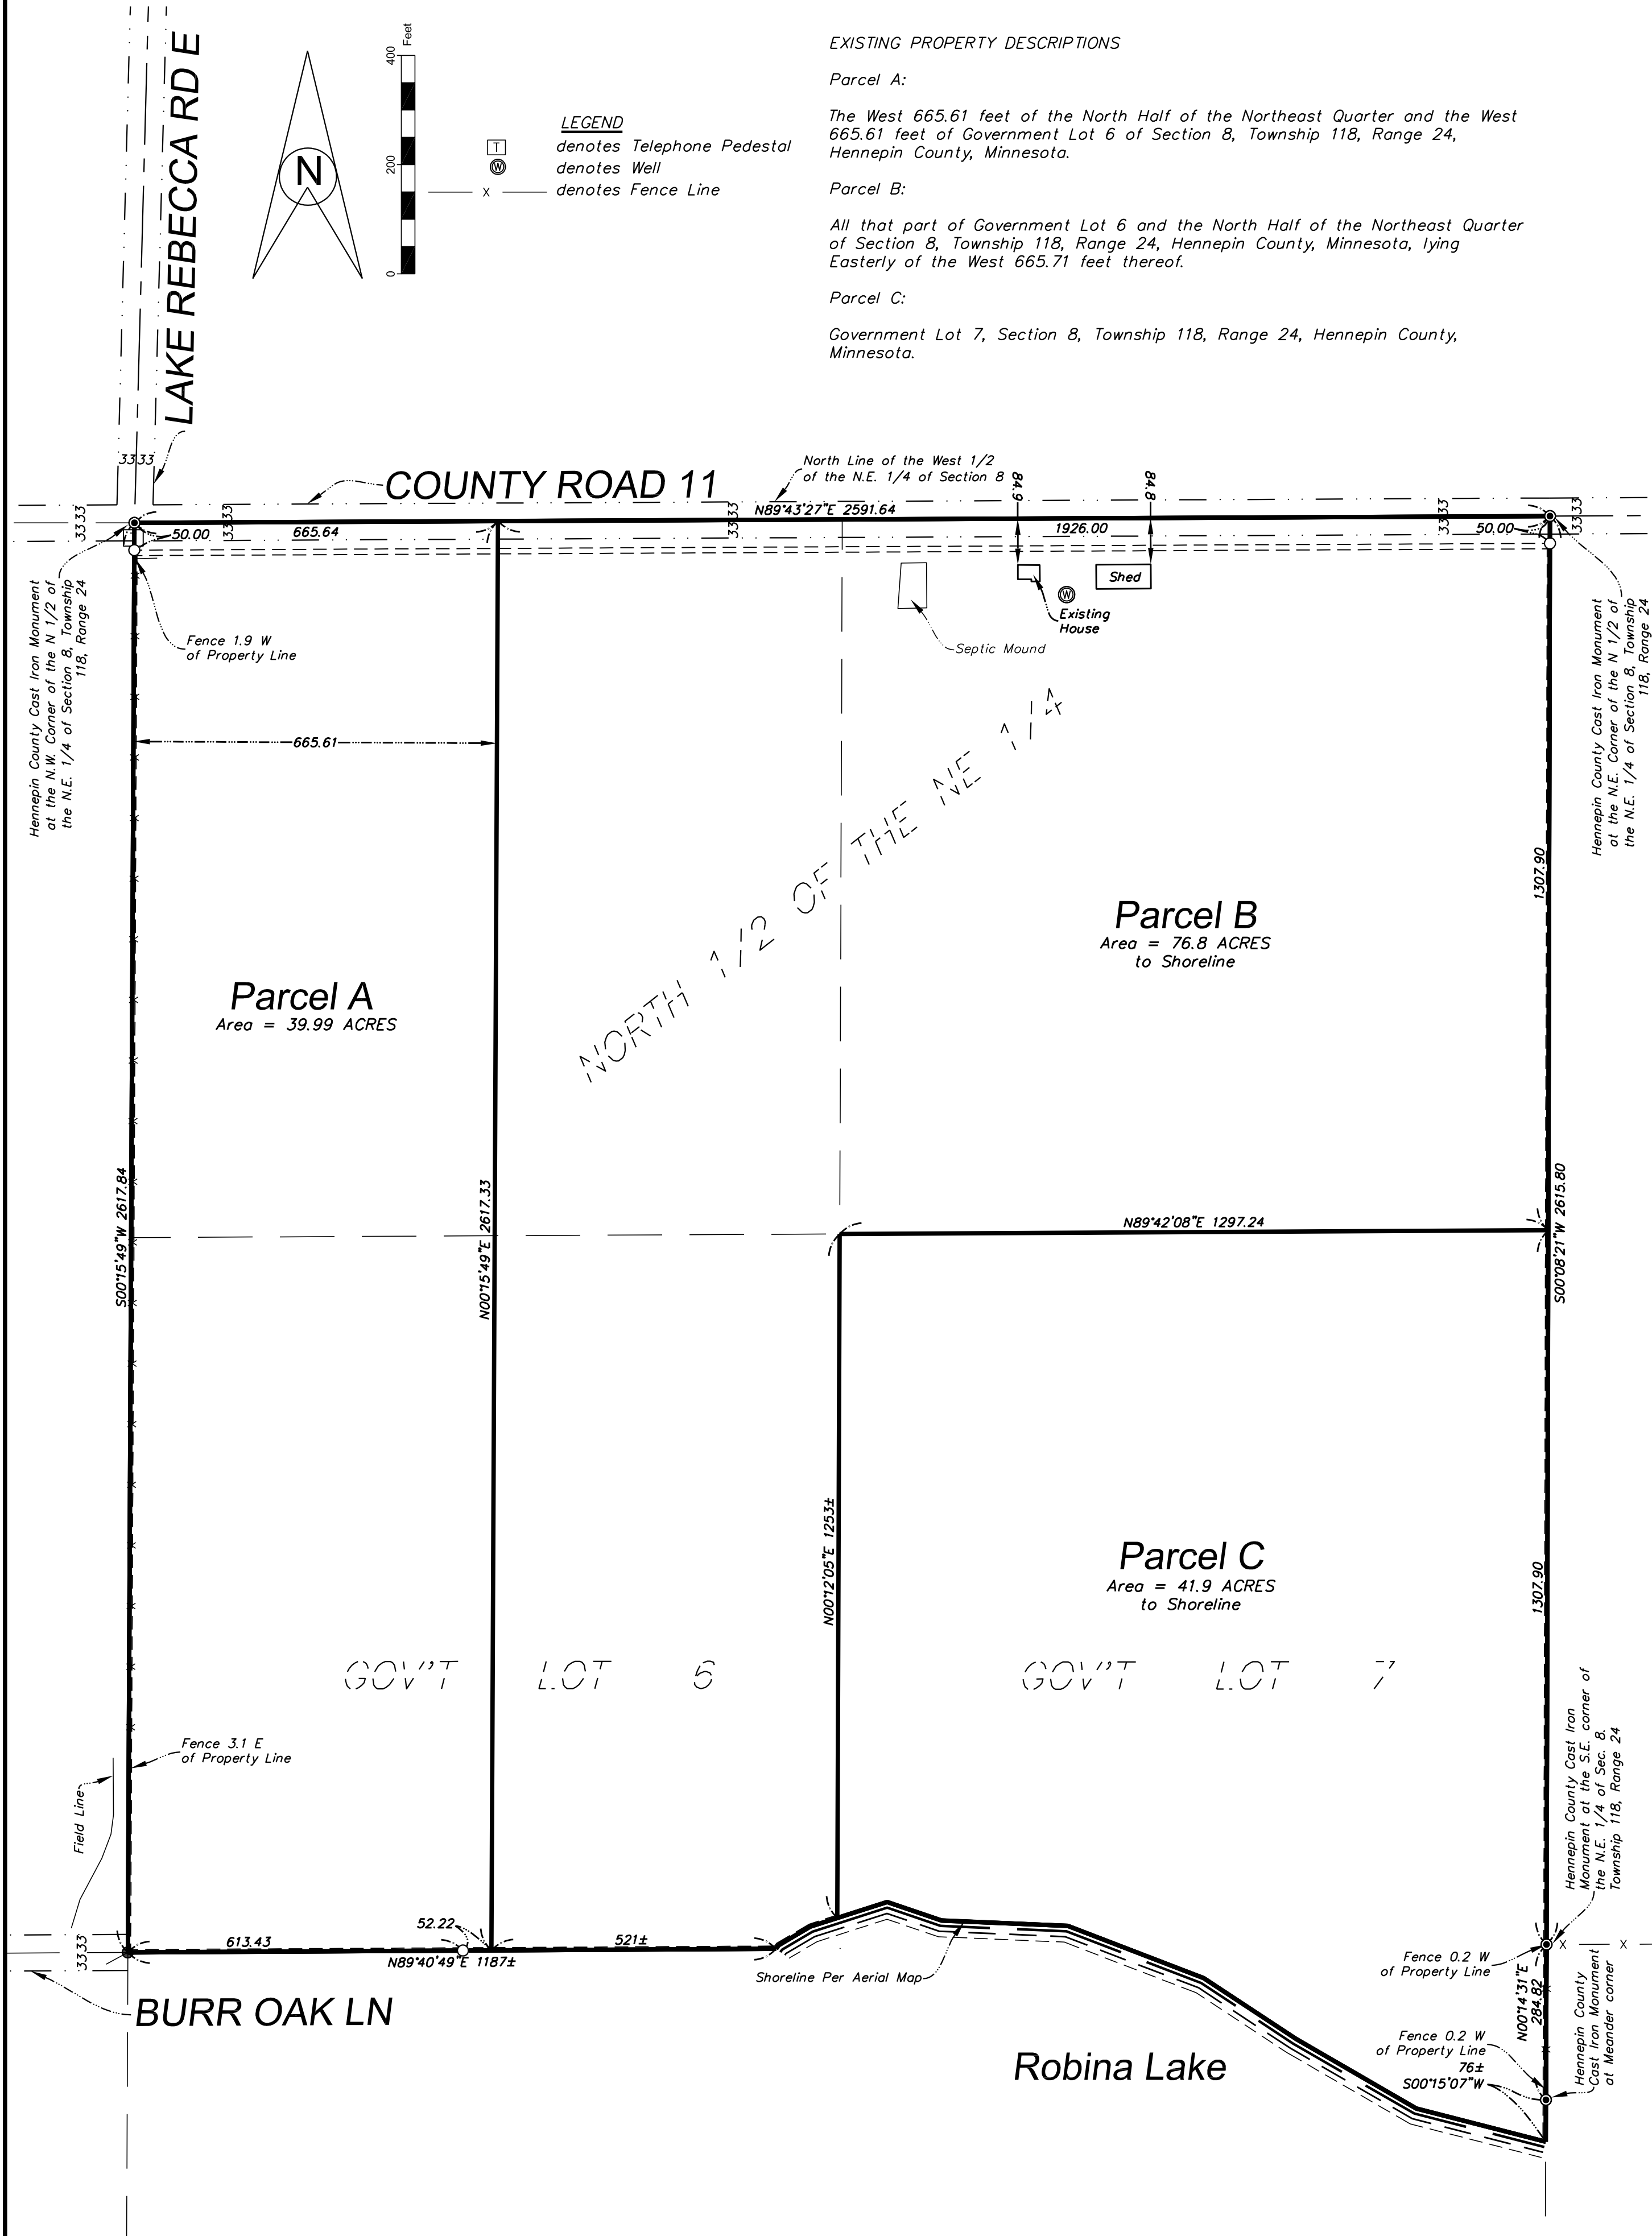 LAKE REBECCA RD E
N
0
200
400
Feet
LEGEND
T denotes Telephone Pedestal
W denotes Well
X denotes Fence Line
EXISTING PROPERTY DESCRIPTIONS
Parcel A:
The West 665.61 feet of the North Half of the Northeast Quarter and the West
665.61 feet of Government Lot 6 of Section 8, Township 118, Range 24,
Hennepin County, Minnesota.
Parcel B:
All that part of Government Lot 6 and the North Half of the Northeast Quarter
of Section 8, Township 118, Range 24, Hennepin County, Minnesota, lying
Easterly of the West 665.71 feet thereof.
Parcel C:
Government Lot 7, Section 8, Township 118, Range 24, Hennepin County,
Minnesota.
33 33
COUNTY ROAD 11
North Line of the West 1/2
of the N.E. 1/4 of Section 8
84.9
84.8
33 33
33 33
33 33
33 33
33 33
N89°43'27"E 2591.64
50.00
665.64
1926.00
50.00
Shed
W
Existing
House
Septic Mound
Hennepin County Cast Iron Monument
at the N.W. Corner of the N 1/2 of
the N.E. 1/4 of Section 8, Township
118, Range 24
Hennepin County Cast Iron Monument
at the N.E. Corner of the N 1/2 of
the N.E. 1/4 of Section 8, Township
118, Range 24
Fence 1.9 W
of Property Line
665.61
NORTH 1/2 OF THE NE 1/4
1307.90
Parcel B
Area = 76.8 ACRES
to Shoreline
Parcel A
Area = 39.99 ACRES
S00°15'49"W 2617.84
N00°15'49"E 2617.33
N89°42'08"E 1297.24
S00°08'21"W 2615.80
N00°12'05"E 1253±
Parcel C
Area = 41.9 ACRES
to Shoreline
1307.90
GOV'T LOT 6
GOV'T LOT 7
Fence 3.1 E
of Property Line
Field Line
Hennepin County Cast Iron
Monument at the S.E. corner of
the N.E. 1/4 of Sec. 8.
Township 118, Range 24
33 33
613.43
52.22
521±
N89°40'49"E 1187±
Shoreline Per Aerial Map
BURR OAK LN
Robina Lake
Fence 0.2 W
of Property Line
X X
N00°14'31"E
284.82
Hennepin County
Cast Iron Monument
at Meander corner
Fence 0.2 W
of Property Line
76±
S00°15'07"W